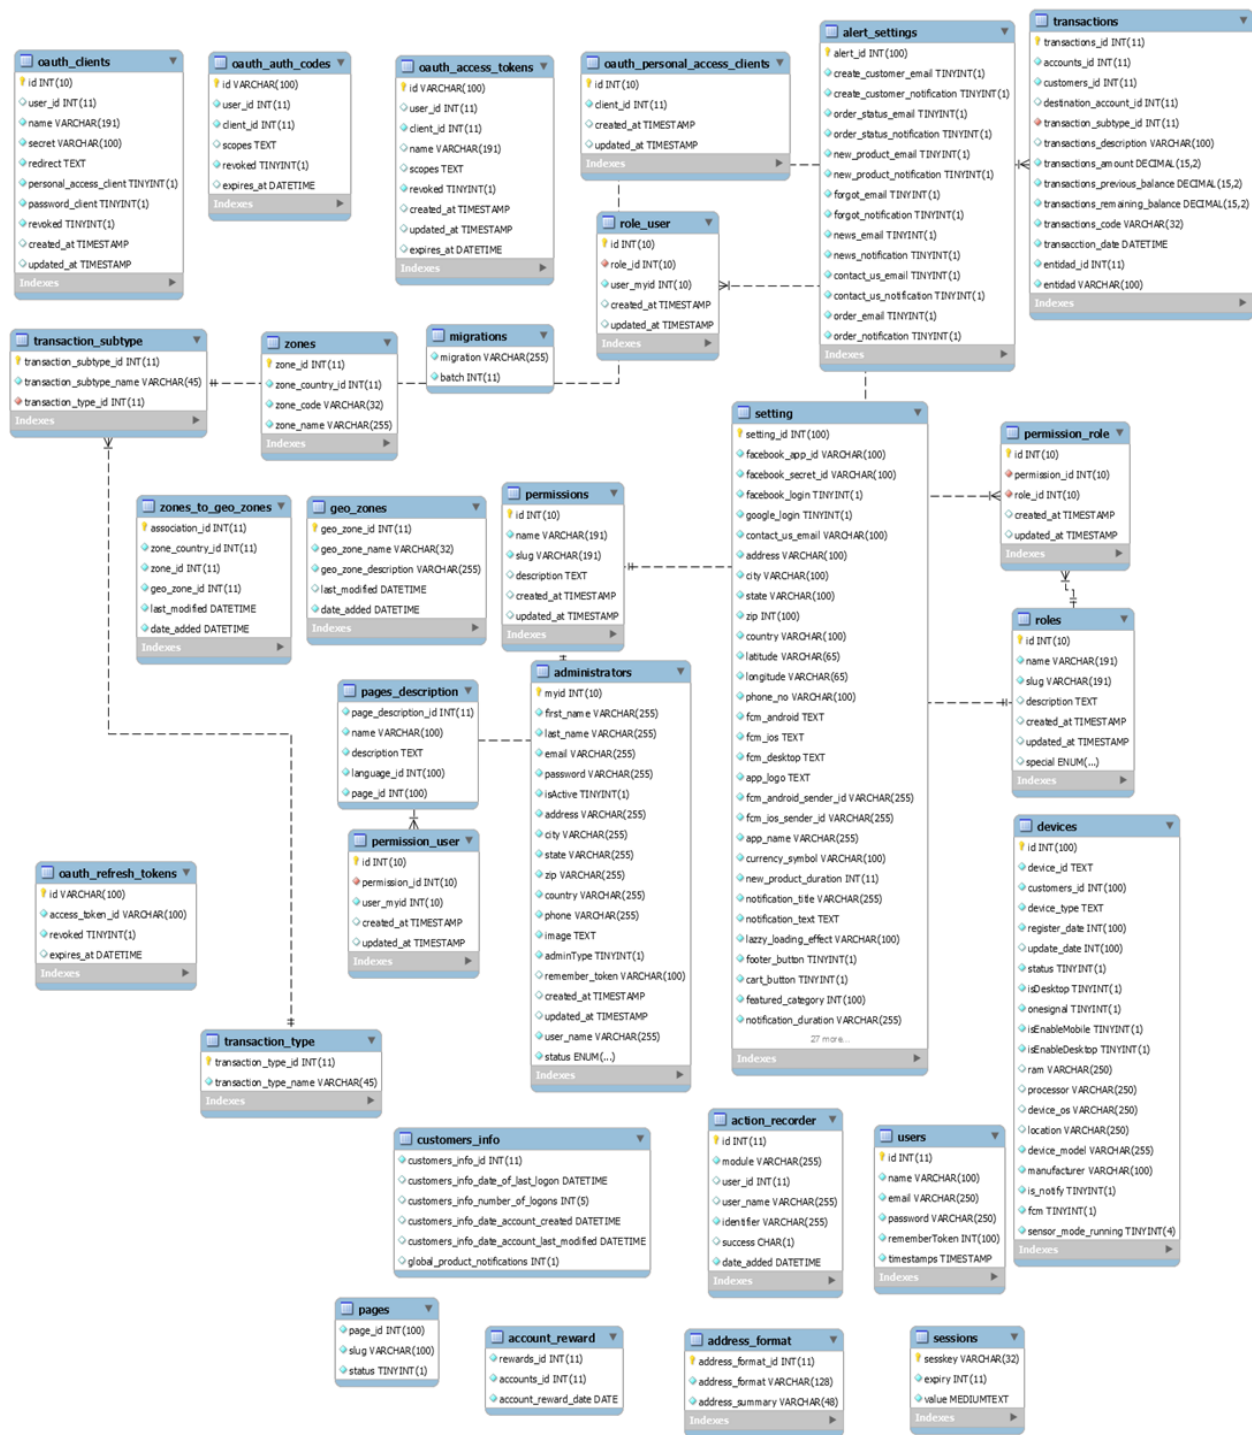 oauth_clients
id INT(10)
user_id INT(11)
name VARCHAR(191)
secret VARCHAR(100)
redirect TEXT
personal_access_client TINYINT(1)
password_client TINYINT(1)
revoked TINYINT(1)
created_at TIMESTAMP
updated_at TIMESTAMP
Indexes
oauth_auth_codes
id VARCHAR(100)
user_id INT(11)
client_id INT(11)
scopes TEXT
revoked TINYINT(1)
expires_at DATETIME
Indexes
oauth_access_tokens
id VARCHAR(100)
user_id INT(11)
client_id INT(11)
name VARCHAR(191)
scopes TEXT
revoked TINYINT(1)
created_at TIMESTAMP
updated_at TIMESTAMP
expires_at DATETIME
Indexes
oauth_personal_access_clients
id INT(10)
client_id INT(11)
created_at TIMESTAMP
updated_at TIMESTAMP
Indexes
alert_settings
alert_id INT(100)
create_customer_email TINYINT(1)
create_customer_notification TINYINT(1)
order_status_email TINYINT(1)
order_status_notification TINYINT(1)
new_product_email TINYINT(1)
new_product_notification TINYINT(1)
forgot_email TINYINT(1)
forgot_notification TINYINT(1)
news_email TINYINT(1)
news_notification TINYINT(1)
contact_us_email TINYINT(1)
contact_us_notification TINYINT(1)
order_email TINYINT(1)
order_notification TINYINT(1)
Indexes
transactions
transactions_id INT(11)
accounts_id INT(11)
customers_id INT(11)
destination_account_id INT(11)
transaction_subtype_id INT(11)
transactions_description VARCHAR(100)
transactions_amount DECIMAL(15,2)
transactions_previous_balance DECIMAL(15,2)
transactions_remaining_balance DECIMAL(15,2)
transactions_code VARCHAR(32)
transacction_date DATETIME
entidad_id INT(11)
entidad VARCHAR(100)
Indexes
role_user
id INT(10)
role_id INT(10)
user_myid INT(10)
created_at TIMESTAMP
updated_at TIMESTAMP
Indexes
transaction_subtype
transaction_subtype_id INT(11)
transaction_subtype_name VARCHAR(45)
transaction_type_id INT(11)
Indexes
zones
zone_id INT(11)
zone_country_id INT(11)
zone_code VARCHAR(32)
zone_name VARCHAR(255)
Indexes
migrations
migration VARCHAR(255)
batch INT(11)
setting
setting_id INT(100)
facebook_app_id VARCHAR(100)
facebook_secret_id VARCHAR(100)
facebook_login TINYINT(1)
google_login TINYINT(1)
contact_us_email VARCHAR(100)
address VARCHAR(100)
city VARCHAR(100)
state VARCHAR(100)
zip INT(100)
country VARCHAR(100)
latitude VARCHAR(65)
longitude VARCHAR(65)
phone_no VARCHAR(100)
fcm_android TEXT
fcm_ios TEXT
fcm_desktop TEXT
app_logo TEXT
fcm_android_sender_id VARCHAR(255)
fcm_ios_sender_id VARCHAR(255)
app_name VARCHAR(255)
currency_symbol VARCHAR(100)
new_product_duration INT(11)
notification_title VARCHAR(255)
notification_text TEXT
lazzy_loading_effect VARCHAR(100)
footer_button TINYINT(1)
cart_button TINYINT(1)
featured_category INT(100)
notification_duration VARCHAR(255)
27 more...
Indexes
permission_role
id INT(10)
permission_id INT(10)
role_id INT(10)
created_at TIMESTAMP
updated_at TIMESTAMP
Indexes
zones_to_geo_zones
association_id INT(11)
zone_country_id INT(11)
zone_id INT(11)
geo_zone_id INT(11)
last_modified DATETIME
date_added DATETIME
Indexes
geo_zones
geo_zone_id INT(11)
geo_zone_name VARCHAR(32)
geo_zone_description VARCHAR(255)
last_modified DATETIME
date_added DATETIME
Indexes
permissions
id INT(10)
name VARCHAR(191)
slug VARCHAR(191)
description TEXT
created_at TIMESTAMP
updated_at TIMESTAMP
Indexes
roles
id INT(10)
name VARCHAR(191)
slug VARCHAR(191)
description TEXT
created_at TIMESTAMP
updated_at TIMESTAMP
special ENUM(...)
Indexes
pages_description
page_description_id INT(11)
name VARCHAR(100)
description TEXT
language_id INT(100)
page_id INT(100)
administrators
myid INT(10)
first_name VARCHAR(255)
last_name VARCHAR(255)
email VARCHAR(255)
password VARCHAR(255)
isActive TINYINT(1)
address VARCHAR(255)
city VARCHAR(255)
state VARCHAR(255)
zip VARCHAR(255)
country VARCHAR(255)
phone VARCHAR(255)
image TEXT
adminType TINYINT(1)
remember_token VARCHAR(100)
created_at TIMESTAMP
updated_at TIMESTAMP
user_name VARCHAR(255)
status ENUM(...)
Indexes
permission_user
id INT(10)
permission_id INT(10)
user_myid INT(10)
created_at TIMESTAMP
updated_at TIMESTAMP
Indexes
oauth_refresh_tokens
id VARCHAR(100)
access_token_id VARCHAR(100)
revoked TINYINT(1)
expires_at DATETIME
Indexes
devices
id INT(100)
device_id TEXT
customers_id INT(100)
device_type TEXT
register_date INT(100)
update_date INT(100)
status TINYINT(1)
isDesktop TINYINT(1)
onesignal TINYINT(1)
isEnableMobile TINYINT(1)
isEnableDesktop TINYINT(1)
ram VARCHAR(250)
processor VARCHAR(250)
device_os VARCHAR(250)
location VARCHAR(250)
device_model VARCHAR(255)
manufacturer VARCHAR(100)
is_notify TINYINT(1)
fcm TINYINT(1)
sensor_mode_running TINYINT(4)
Indexes
transaction_type
transaction_type_id INT(11)
transaction_type_name VARCHAR(45)
Indexes
customers_info
customers_info_id INT(11)
customers_info_date_of_last_logon DATETIME
customers_info_number_of_logons INT(5)
customers_info_date_account_created DATETIME
customers_info_date_account_last_modified DATETIME
global_product_notifications INT(1)
action_recorder
id INT(11)
module VARCHAR(255)
user_id INT(11)
user_name VARCHAR(255)
identifier VARCHAR(255)
success CHAR(1)
date_added DATETIME
Indexes
users
id INT(11)
name VARCHAR(100)
email VARCHAR(250)
password VARCHAR(250)
rememberToken INT(100)
timestamps TIMESTAMP
Indexes
pages
page_id INT(100)
slug VARCHAR(100)
status TINYINT(1)
account_reward
rewards_id INT(11)
accounts_id INT(11)
account_reward_date DATE
address_format
address_format_id INT(11)
address_format VARCHAR(128)
address_summary VARCHAR(48)
Indexes
sessions
sesskey VARCHAR(32)
expiry INT(11)
value MEDIUMTEXT
Indexes